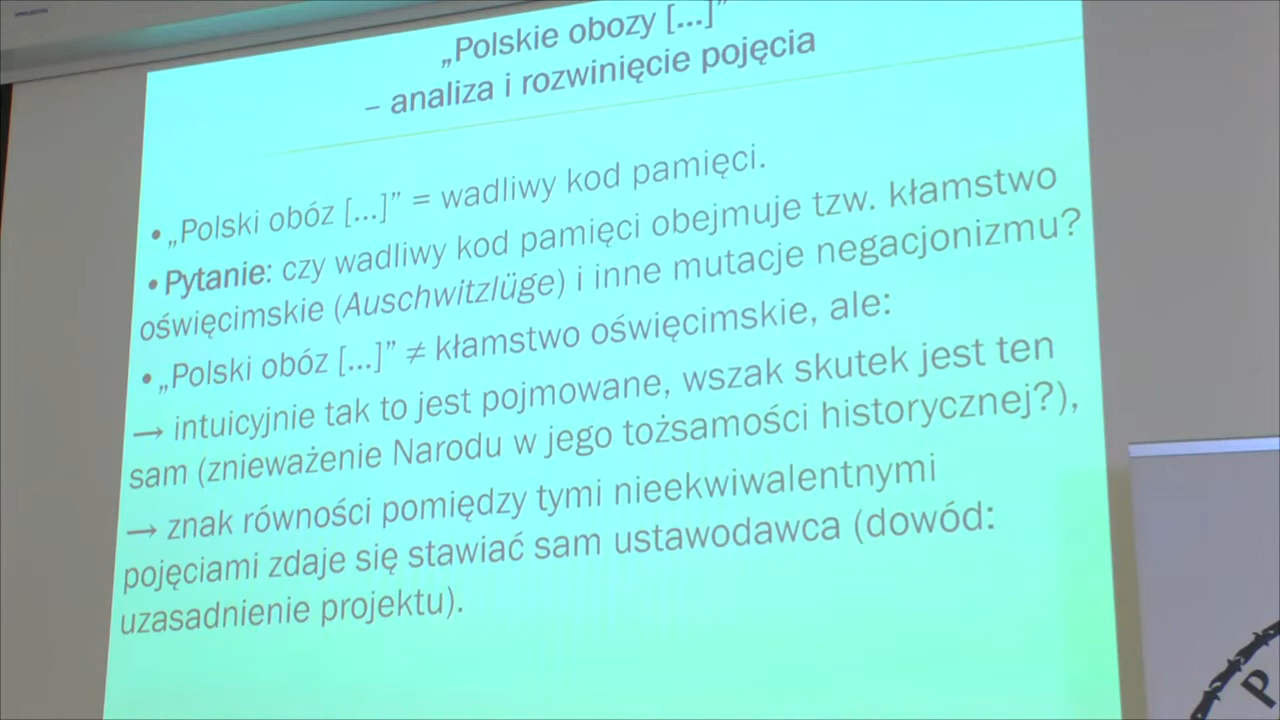 „Polskie obozy [...]”
– analiza i rozwinięcie pojęcia
• „Polski obóz [...]” = wadliwy kod pamięci.
• Pytanie: czy wadliwy kod pamięci obejmuje tzw. kłamstwo
oświęcimskie (Auschwitzlüge) i inne mutacje negacjonizmu?
• „Polski obóz [...]” ≠ kłamstwo oświęcimskie, ale:
→ intuicyjnie tak to jest pojmowane, wszak skutek jest ten
sam (znieważenie Narodu w jego tożsamości historycznej?),
→ znak równości pomiędzy tymi nieekwiwalentnymi
pojęciami zdaje się stawiać sam ustawodawca (dowód:
uzasadnienie projektu).
P